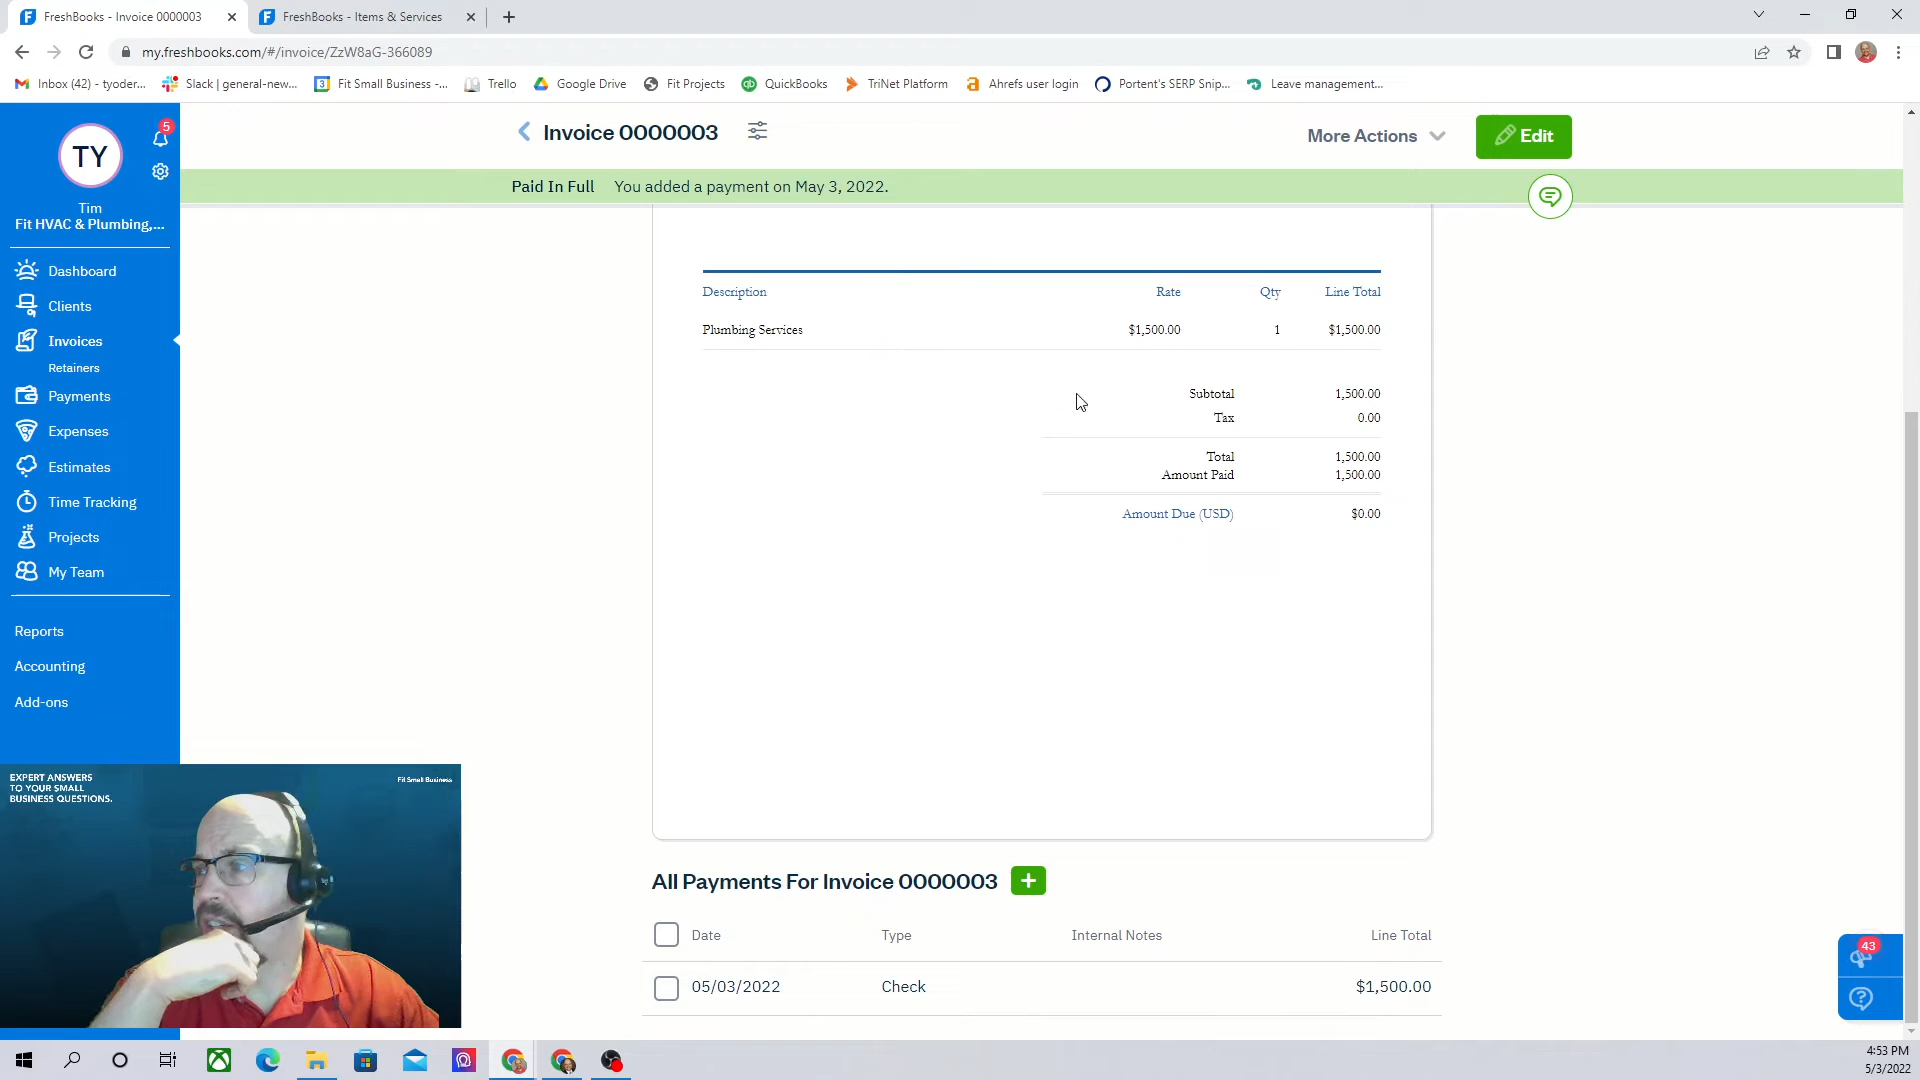 FreshBooks - Invoice 0000003
FreshBooks - Items & Services
my.freshbooks.com/#/invoice/ZzW8aG-366089
Inbox (42) - tyoder...
Slack | general-new...
3
Fit Small Business -...
Trello
Google Drive
Fit Projects
QuickBooks
TriNet Platform
Ahrefs user login
Portent's SERP Snip...
Leave management...
TY
5
Tim
Fit HVAC & Plumbing,...
Dashboard
Clients
Invoices
Retainers
Payments
Expenses
Estimates
Time Tracking
Projects
My Team
Reports
Accounting
Add-ons
Invoice 0000003
More Actions
Edit
Paid In Full You added a payment on May 3, 2022.
Description Rate Qty Line Total
Plumbing Services $1,500.00 1 $1,500.00
Subtotal 1,500.00
Tax 0.00
Total 1,500.00
Amount Paid 1,500.00
Amount Due (USD) $0.00
All Payments For Invoice 0000003
Date Type Internal Notes Line Total
05/03/2022 Check $1,500.00
43
EXPERT ANSWERS
TO YOUR SMALL
BUSINESS QUESTIONS.
Fit Small Business
4:53 PM
5/3/2022